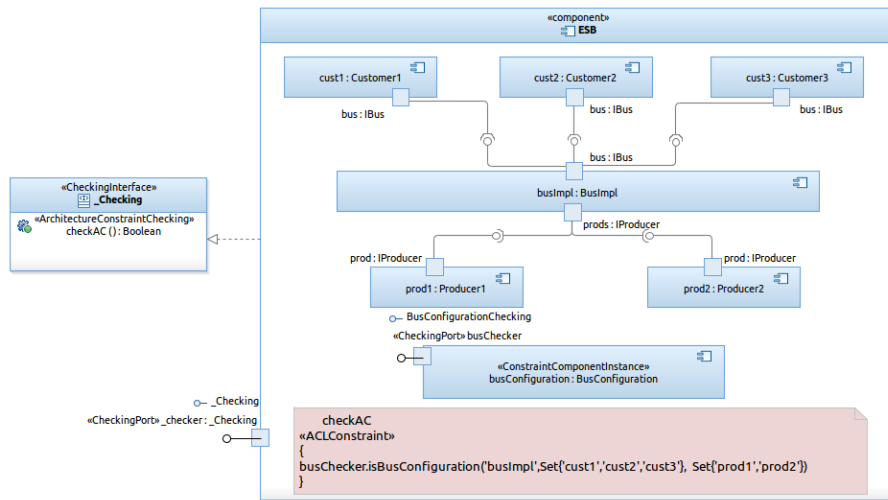 «component»
ESB
cust1 : Customer1
cust2 : Customer2
cust3 : Customer3
bus : IBus
bus : IBus
bus : IBus
bus : IBus
busImpl : BusImpl
«CheckingInterface»
_Checking
«ArchitectureConstraintChecking»
checkAC () : Boolean
prods : IProducer
prod : IProducer
prod : IProducer
prod1 : Producer1
prod2 : Producer2
BusConfigurationChecking
«CheckingPort» busChecker
«ConstraintComponentInstance»
busConfiguration : BusConfiguration
_Checking
«CheckingPort» _checker : _Checking
checkAC
«ACLConstraint»
{
busChecker.isBusConfiguration('busImpl',Set{'cust1','cust2','cust3'}, Set{'prod1','prod2'})
}